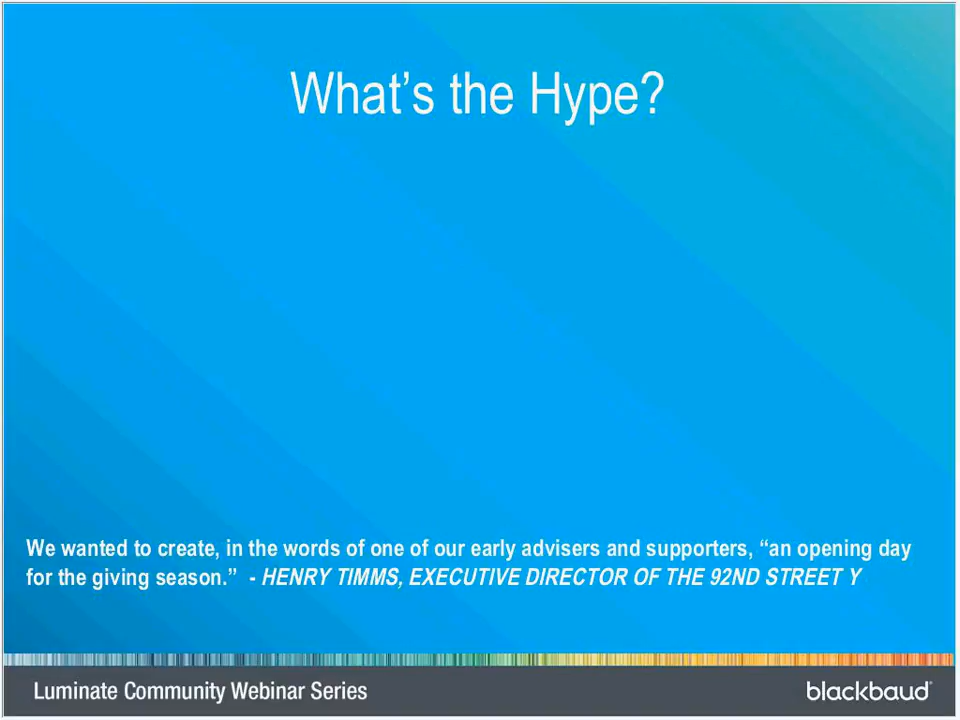 What’s the Hype?
We wanted to create, in the words of one of our early advisers and supporters, “an opening day
for the giving season.” - HENRY TIMMS, EXECUTIVE DIRECTOR OF THE 92ND STREET Y
Luminate Community Webinar Series
blackbaud®